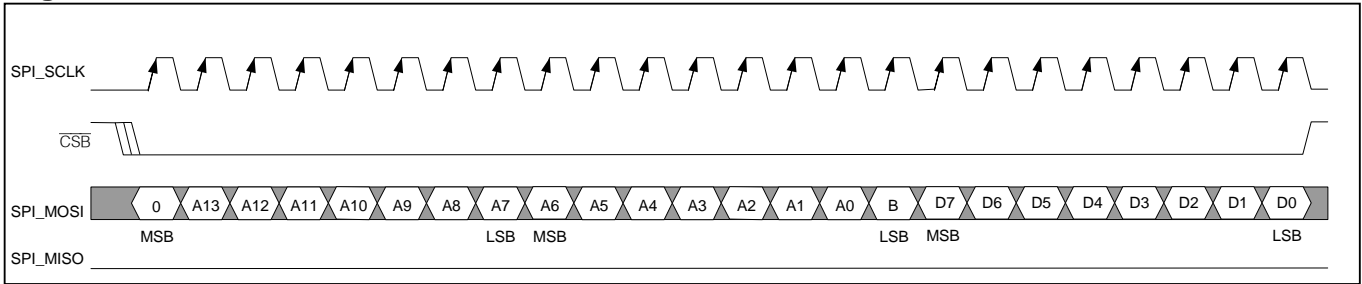 SPI_SCLK
CSB
SPI_MOSI 0 A13 A12 A11 A10 A9 A8 A7 A6 A5 A4 A3 A2 A1 A0 B D7 D6 D5 D4 D3 D2 D1 D0
MSB LSB MSB LSB MSB LSB
SPI_MISO